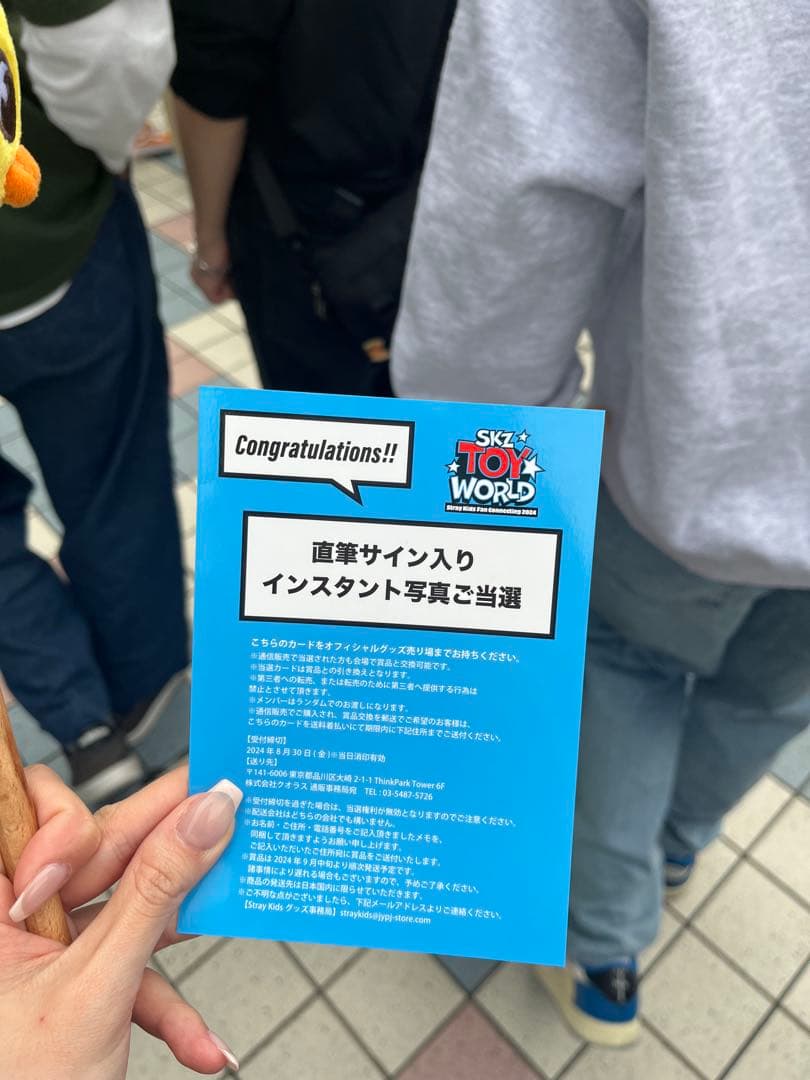 Congratulations!!
SKZ
TOY
WORLD
Stray Kids Fan Connecting 2024
直筆サイン入り
インスタント写真ご当選
こちらのカードをオフィシャルグッズ売り場までお持ちください。
※通信販売で当選された方も会場で賞品と交換可能です。
※当選カードは賞品との引き換えとなります。
※第三者への転売、または転売のために第三者へ提供する行為は
禁止とさせて頂きます。
※メンバーはランダムでのお渡しになります。
※通信販売でご購入され、賞品交換を郵送でご希望のお客様は、
こちらのカードを送料着払いにて期限内に下記住所までご送付ください。
【受付締切】
2024年8月30日(金)※当日消印有効
【送り先】
〒141-6006 東京都品川区大崎 2-1-1 ThinkPark Tower 6F
株式会社クオラス 通販事務局宛 TEL : 03-5487-5726
※受付締切を過ぎた場合は、当選権利が無効となりますのでご注意ください。
※配送会社はどちらの会社でも構いません。
※お名前・ご住所・電話番号をご記入頂きましたメモを、
同梱して頂きますようお願い申し上げます。
ご記入いただいたご住所宛に賞品をご送付いたします。
※賞品は2024年9月中旬より順次発送予定です。
諸事情により遅れる場合もございますので、予めご了承ください。
※商品の発送先は日本国内に限らせていただきます。
※ご不明な点がございましたら、下記メールアドレスよりご連絡ください。
【Stray Kids グッズ事務局】straykids@jypj-store.com